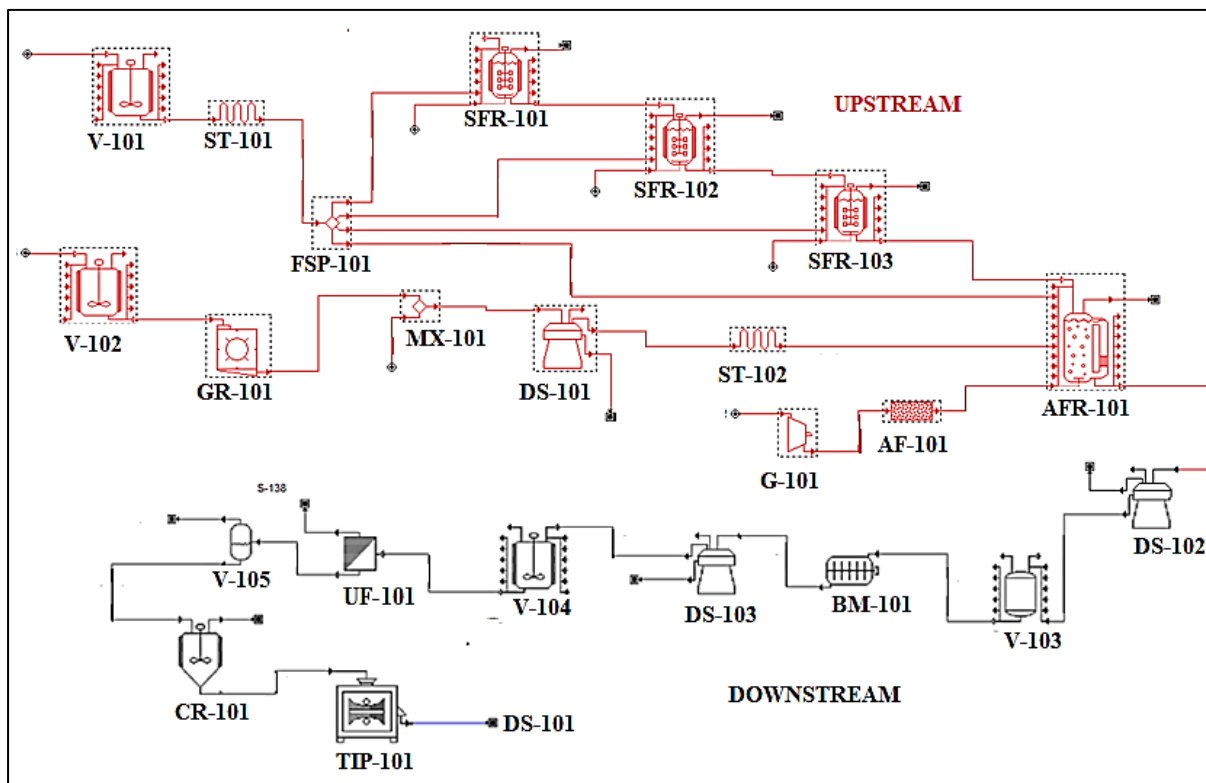 V-101
ST-101
SFR-101
UPSTREAM
SFR-102
FSP-101
SFR-103
V-102
MX-101
GR-101
DS-101
ST-102
AFR-101
AF-101
G-101
S-138
DS-102
V-105
UF-101
V-104
DS-103
BM-101
V-103
CR-101
DOWNSTREAM
DS-101
TIP-101